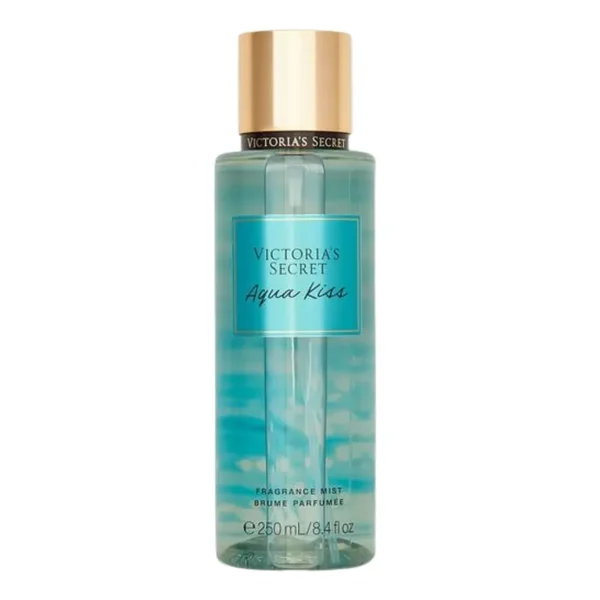 VICTORIA'S SECRET
VICTORIA'S
SECRET
Aqua Kiss
FRAGRANCE MIST
BRUME PARFUMÉE
℮250 mL/8.4 fl oz